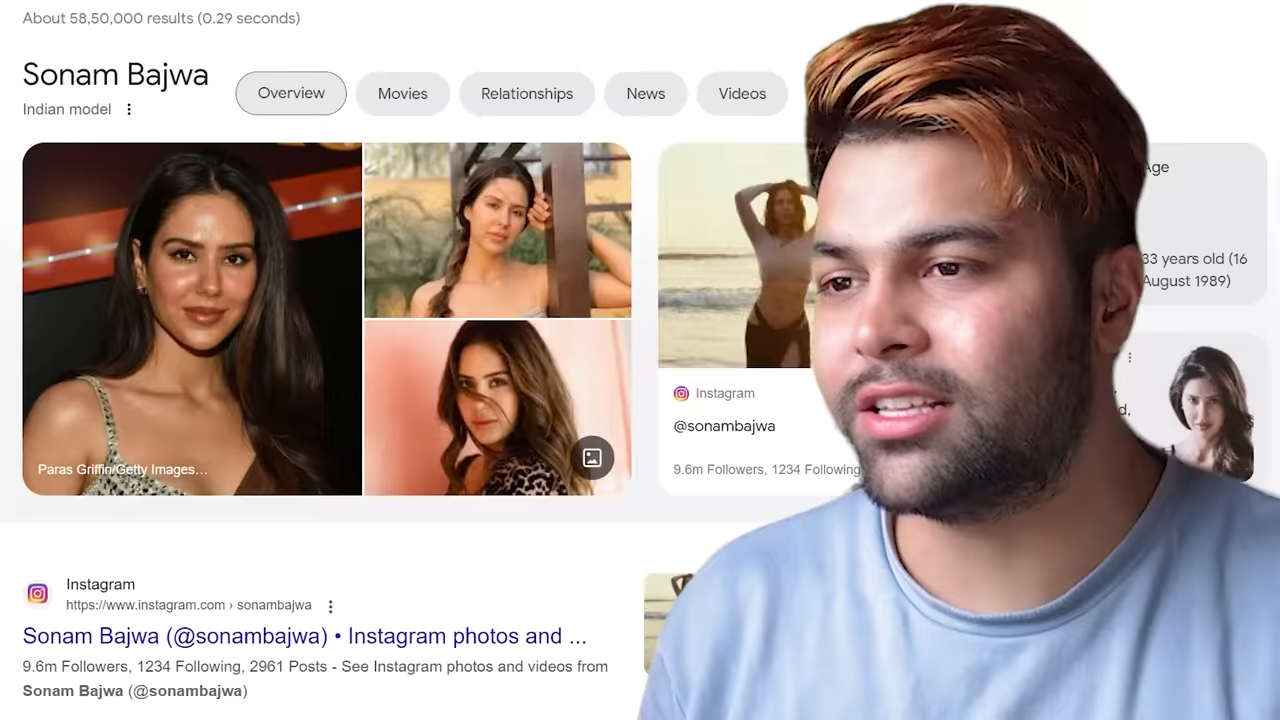 About 58,50,000 results (0.29 seconds)
Sonam Bajwa
Indian model
Overview
Movies
Relationships
News
Videos
Paras Griffin/Getty Images...
Instagram
@sonambajwa
9.6m Followers, 1234 Following
Age
33 years old (16
August 1989)
d,
Instagram
https://www.instagram.com › sonambajwa
Sonam Bajwa (@sonambajwa) • Instagram photos and ...
9.6m Followers, 1234 Following, 2961 Posts - See Instagram photos and videos from
Sonam Bajwa (@sonambajwa)